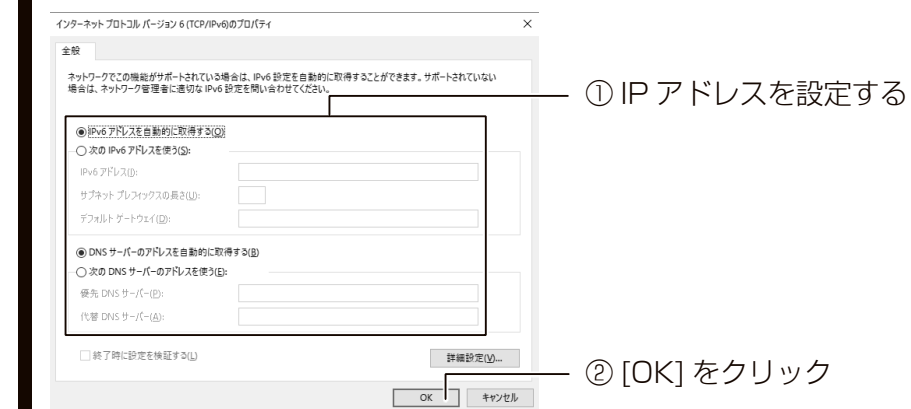 インターネット プロトコル バージョン 6 (TCP/IPv6)のプロパティ
全般
ネットワークでこの機能がサポートされている場合は、IPv6 設定を自動的に取得することができます。サポートされていない
場合は、ネットワーク管理者に適切な IPv6 設定を問い合わせてください。
① IP アドレスを設定する
IPv6 アドレスを自動的に取得する(O)
次の IPv6 アドレスを使う(S):
IPv6 アドレス(I):
サブネット プレフィックスの長さ(U):
デフォルト ゲートウェイ(D):
DNS サーバーのアドレスを自動的に取得する(B)
次の DNS サーバーのアドレスを使う(E):
優先 DNS サーバー(P):
代替 DNS サーバー(A):
終了時に設定を検証する(L)
詳細設定(V)...
② [OK] をクリック
OK
キャンセル